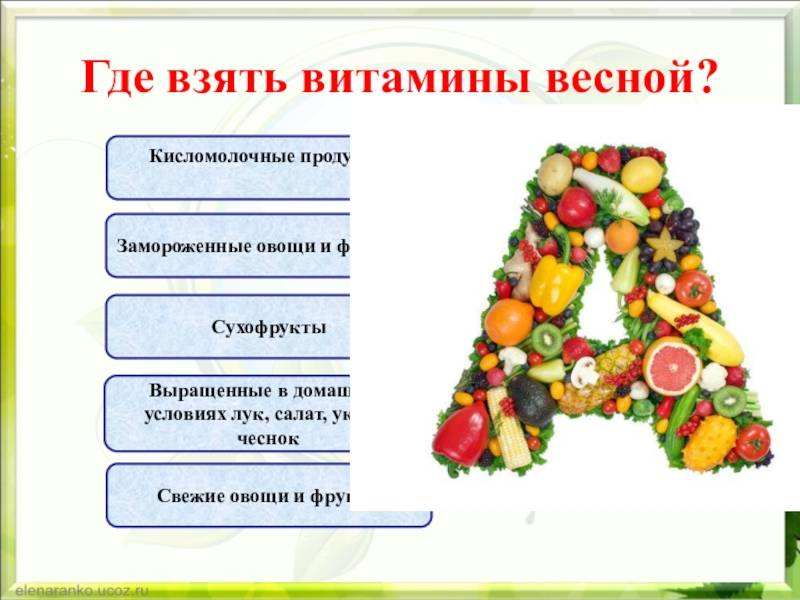 Где взять витамины весной?
Кисломолочные проду
Замороженные овощи и ф
Сухофрукты
Выращенные в домаш
условиях лук, салат, ук
чеснок
Свежие овощи и фру
elenaranko.ucoz.ru